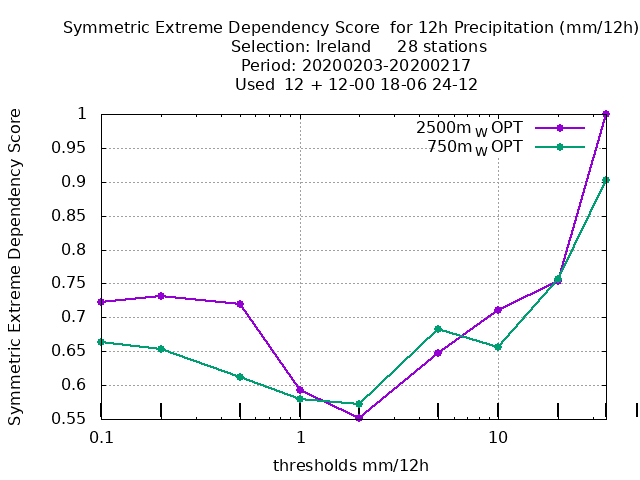 Symmetric Extreme Dependency Score  for 12h Precipitation (mm/12h)
Selection: Ireland     28 stations
Period: 20200203-20200217
Used  12 + 12-00 18-06 24-12
2500m W OPT
750m W OPT
Symmetric Extreme Dependency Score
1
0.95
0.9
0.85
0.8
0.75
0.7
0.65
0.6
0.55
0.1
1
10
thresholds mm/12h